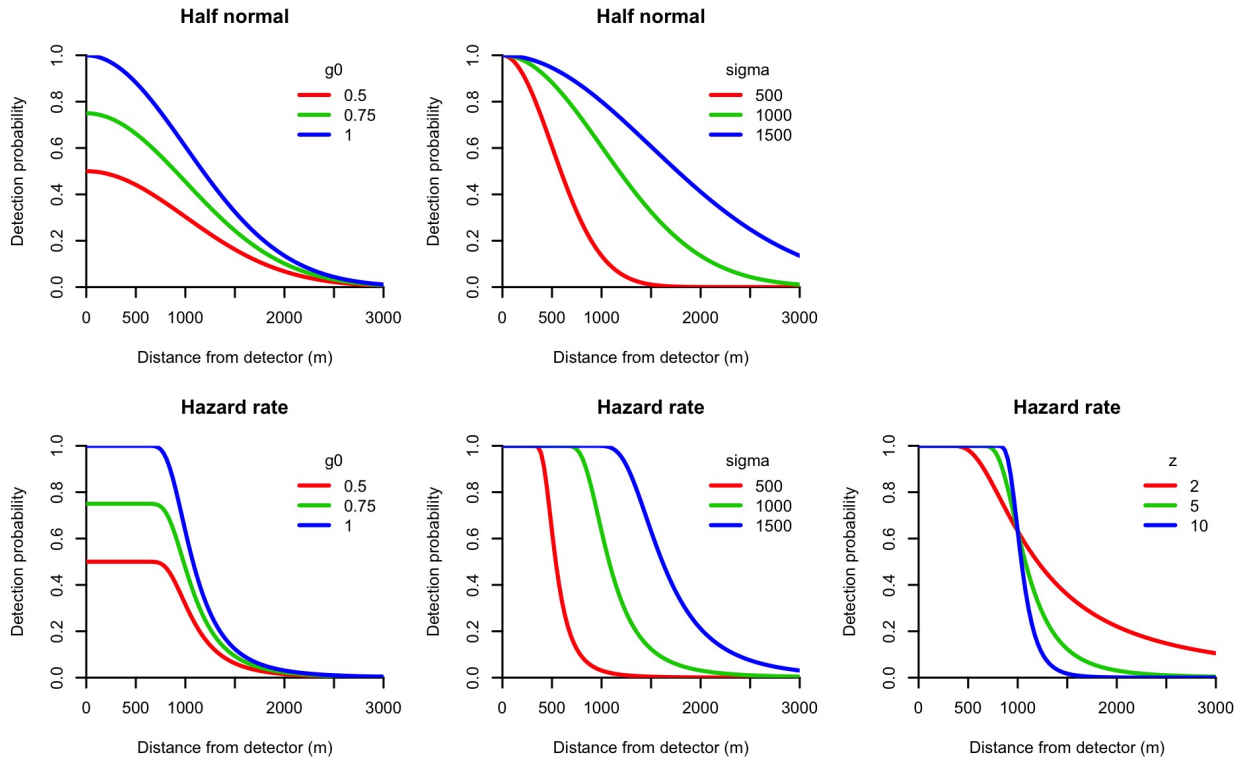 Half normal
Detection probability
1.0
0.8
0.6
0.4
0.2
0.0
g0
0.5
0.75
1
0 500 1000 2000 3000
Distance from detector (m)
Half normal
Detection probability
1.0
0.8
0.6
0.4
0.2
0.0
sigma
500
1000
1500
0 500 1000 2000 3000
Distance from detector (m)
Hazard rate
Detection probability
1.0
0.8
0.6
0.4
0.2
0.0
g0
0.5
0.75
1
0 500 1000 2000 3000
Distance from detector (m)
Hazard rate
Detection probability
1.0
0.8
0.6
0.4
0.2
0.0
sigma
500
1000
1500
0 500 1000 2000 3000
Distance from detector (m)
Hazard rate
Detection probability
1.0
0.8
0.6
0.4
0.2
0.0
z
2
5
10
0 500 1000 2000 3000
Distance from detector (m)